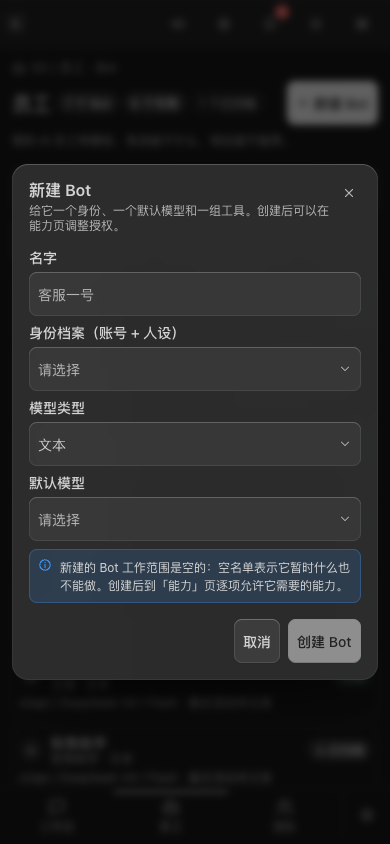 新建 Bot
给它一个身份、一个默认模型和一组工具。创建后可以在
能力页调整授权。
名字
客服一号
身份档案（账号 + 人设）
请选择
模型类型
文本
默认模型
请选择
新建的 Bot 工作范围是空的：空名单表示它暂时什么也
不能做。创建后到「能力」页逐项允许它需要的能力。
取消
创建 Bot